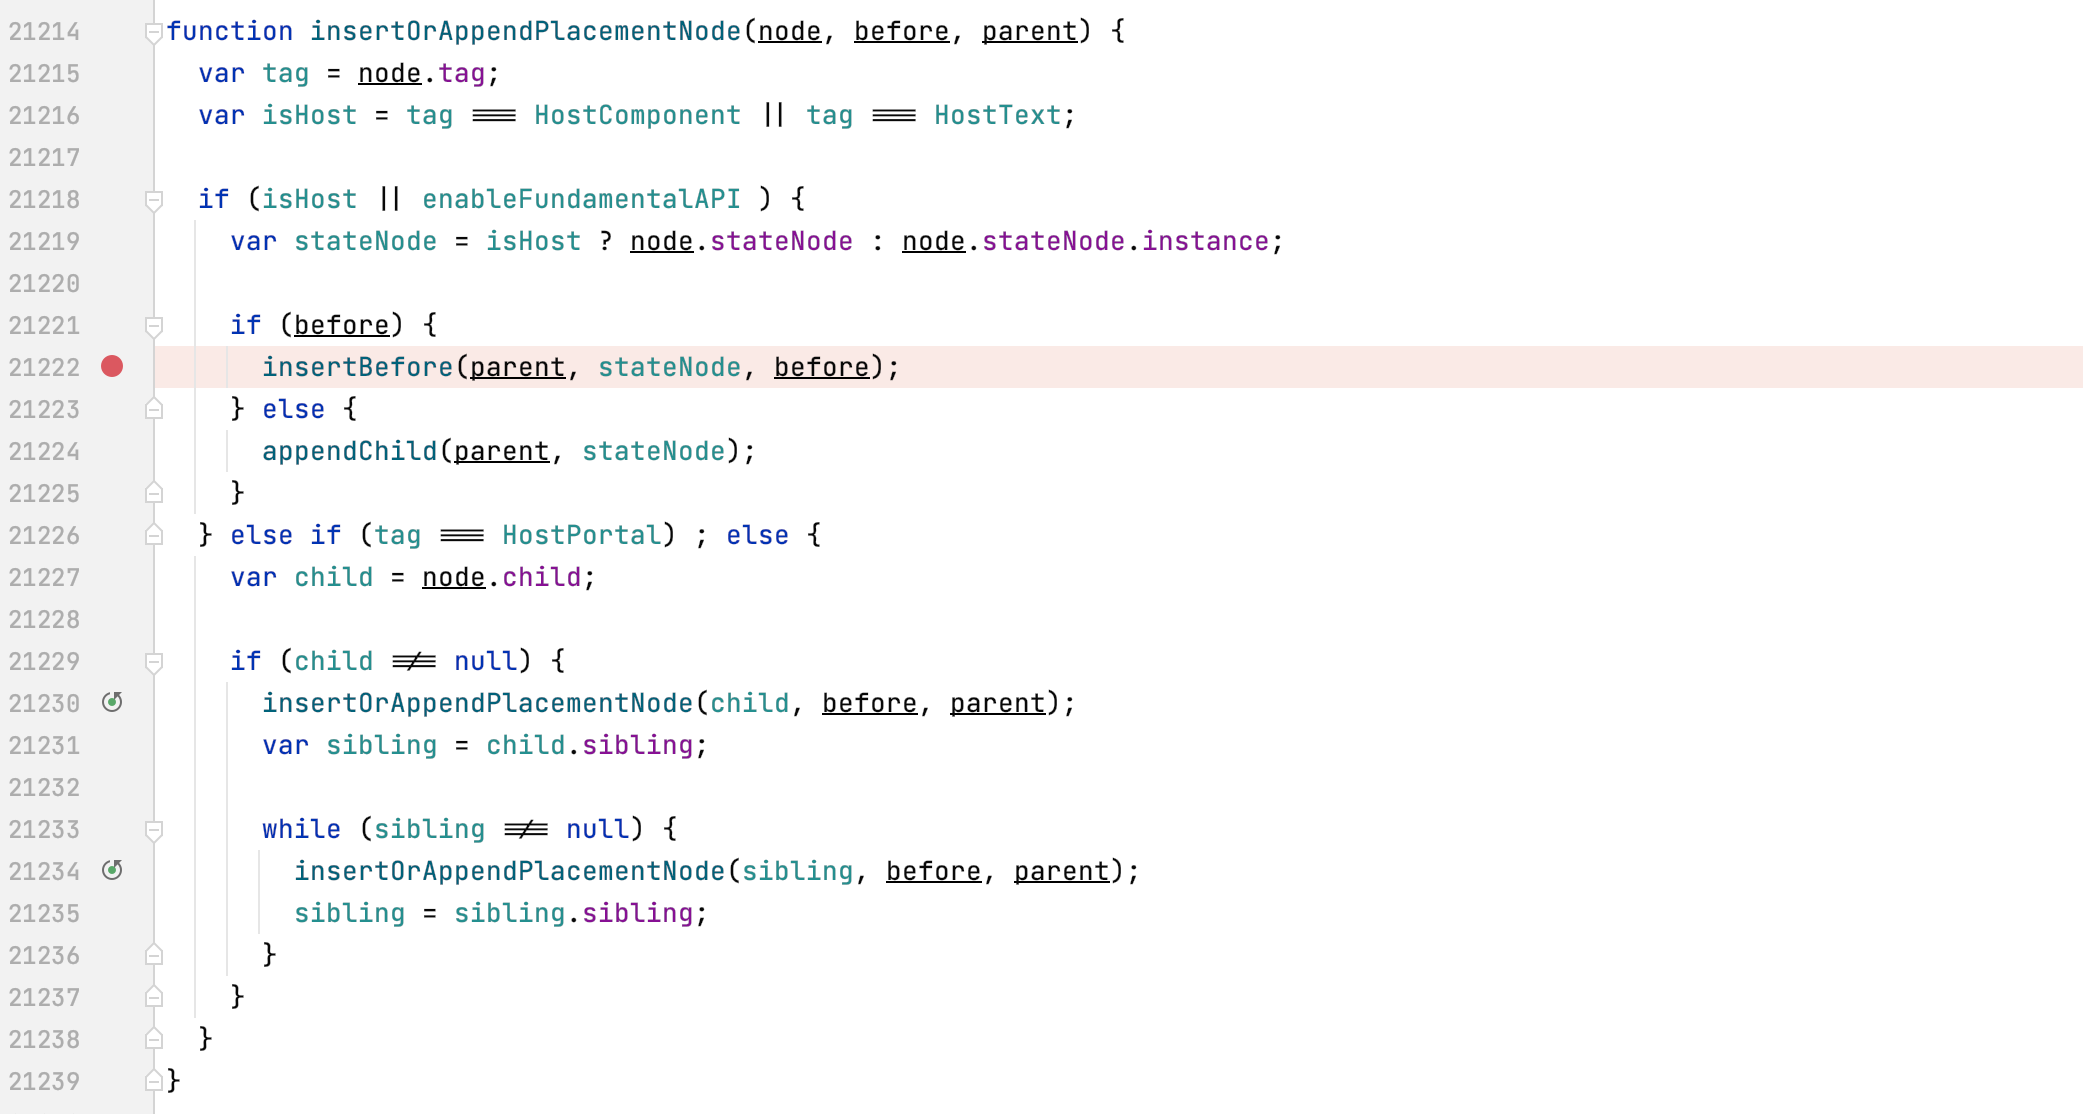 21214 function insertOrAppendPlacementNode(node, before, parent) {
21215 var tag = node.tag;
21216 var isHost = tag === HostComponent || tag === HostText;
21217
21218 if (isHost || enableFundamentalAPI ) {
21219 var stateNode = isHost ? node.stateNode : node.stateNode.instance;
21220
21221 if (before) {
21222 insertBefore(parent, stateNode, before);
21223 } else {
21224 appendChild(parent, stateNode);
21225 }
21226 } else if (tag === HostPortal) ; else {
21227 var child = node.child;
21228
21229 if (child !== null) {
21230 insertOrAppendPlacementNode(child, before, parent);
21231 var sibling = child.sibling;
21232
21233 while (sibling !== null) {
21234 insertOrAppendPlacementNode(sibling, before, parent);
21235 sibling = sibling.sibling;
21236 }
21237 }
21238 }
21239 }